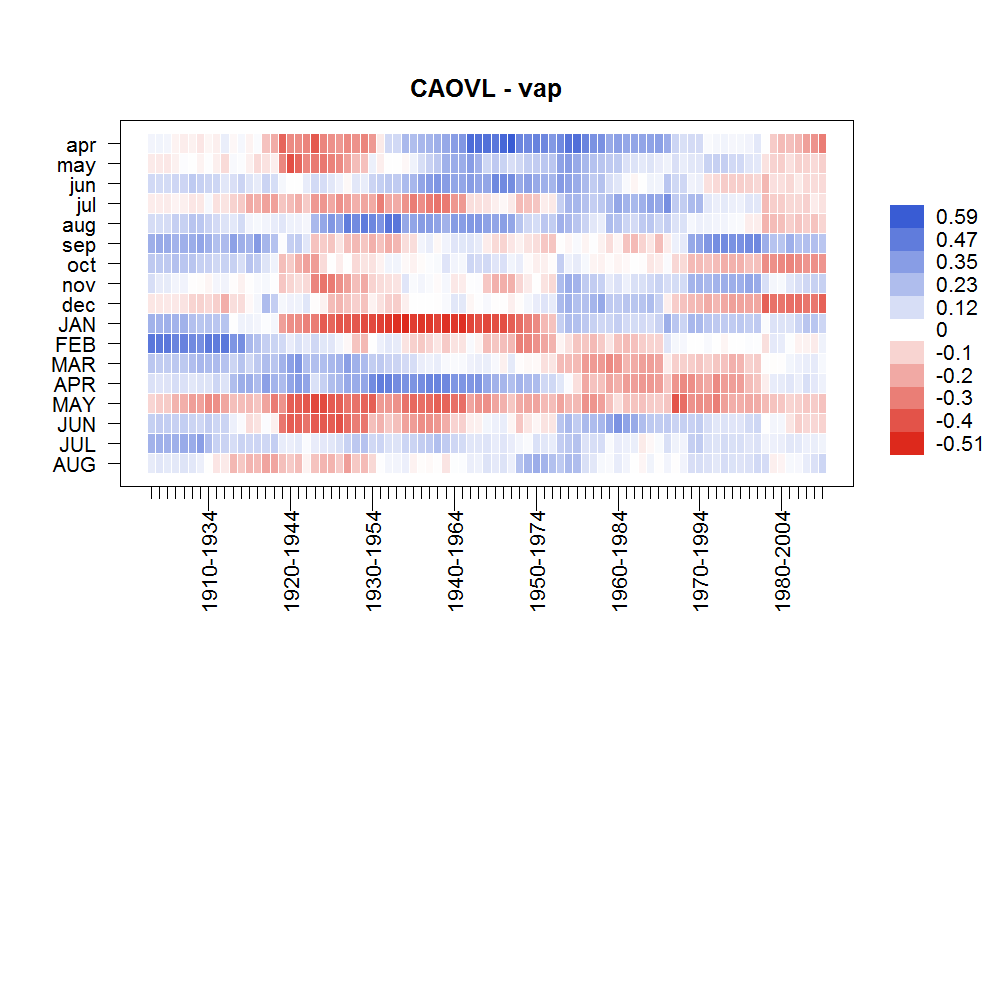 CAOVL - vap
apr
may
jun
jul
aug
sep
oct
nov
dec
JAN
FEB
MAR
APR
MAY
JUN
JUL
AUG
0.59
0.47
0.35
0.23
0.12
0
-0.1
-0.2
-0.3
-0.4
-0.51
1910-1934
1920-1944
1930-1954
1940-1964
1950-1974
1960-1984
1970-1994
1980-2004